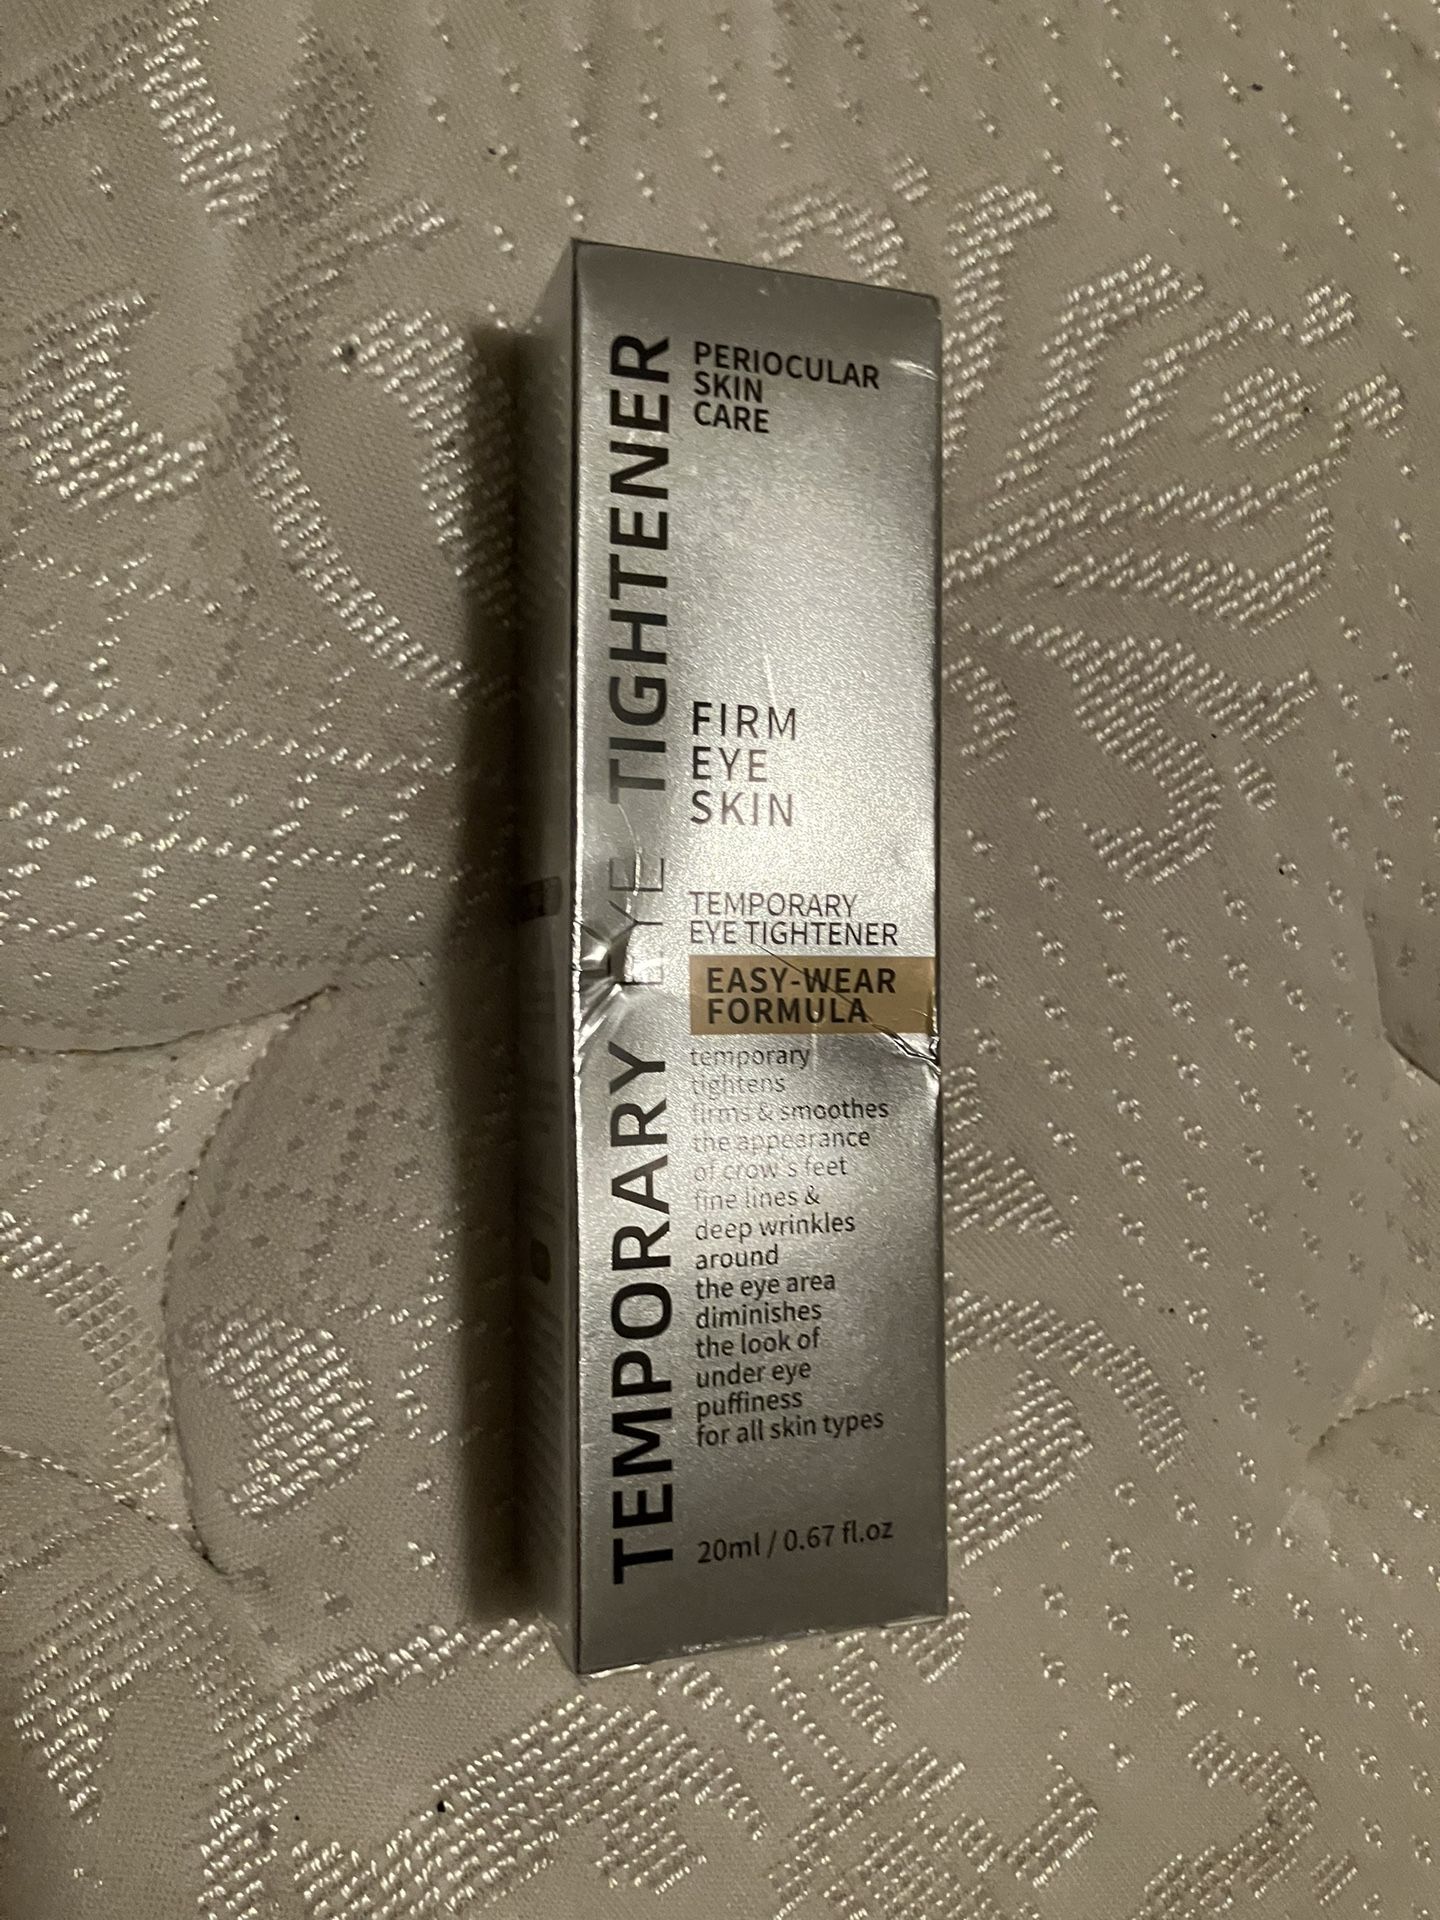 TEMPORARY EYE TIGHTENER
PERIOCULAR
SKIN
CARE
FIRM
EYE
SKIN
TEMPORARY
EYE TIGHTENER
EASY-WEAR
FORMULA
temporary
tightens
firms & smoothes
the appearance
of crow s feet
fine lines &
deep wrinkles
around
the eye area
diminishes
the look of
under eye
puffiness
for all skin types
20ml / 0.67 fl.oz